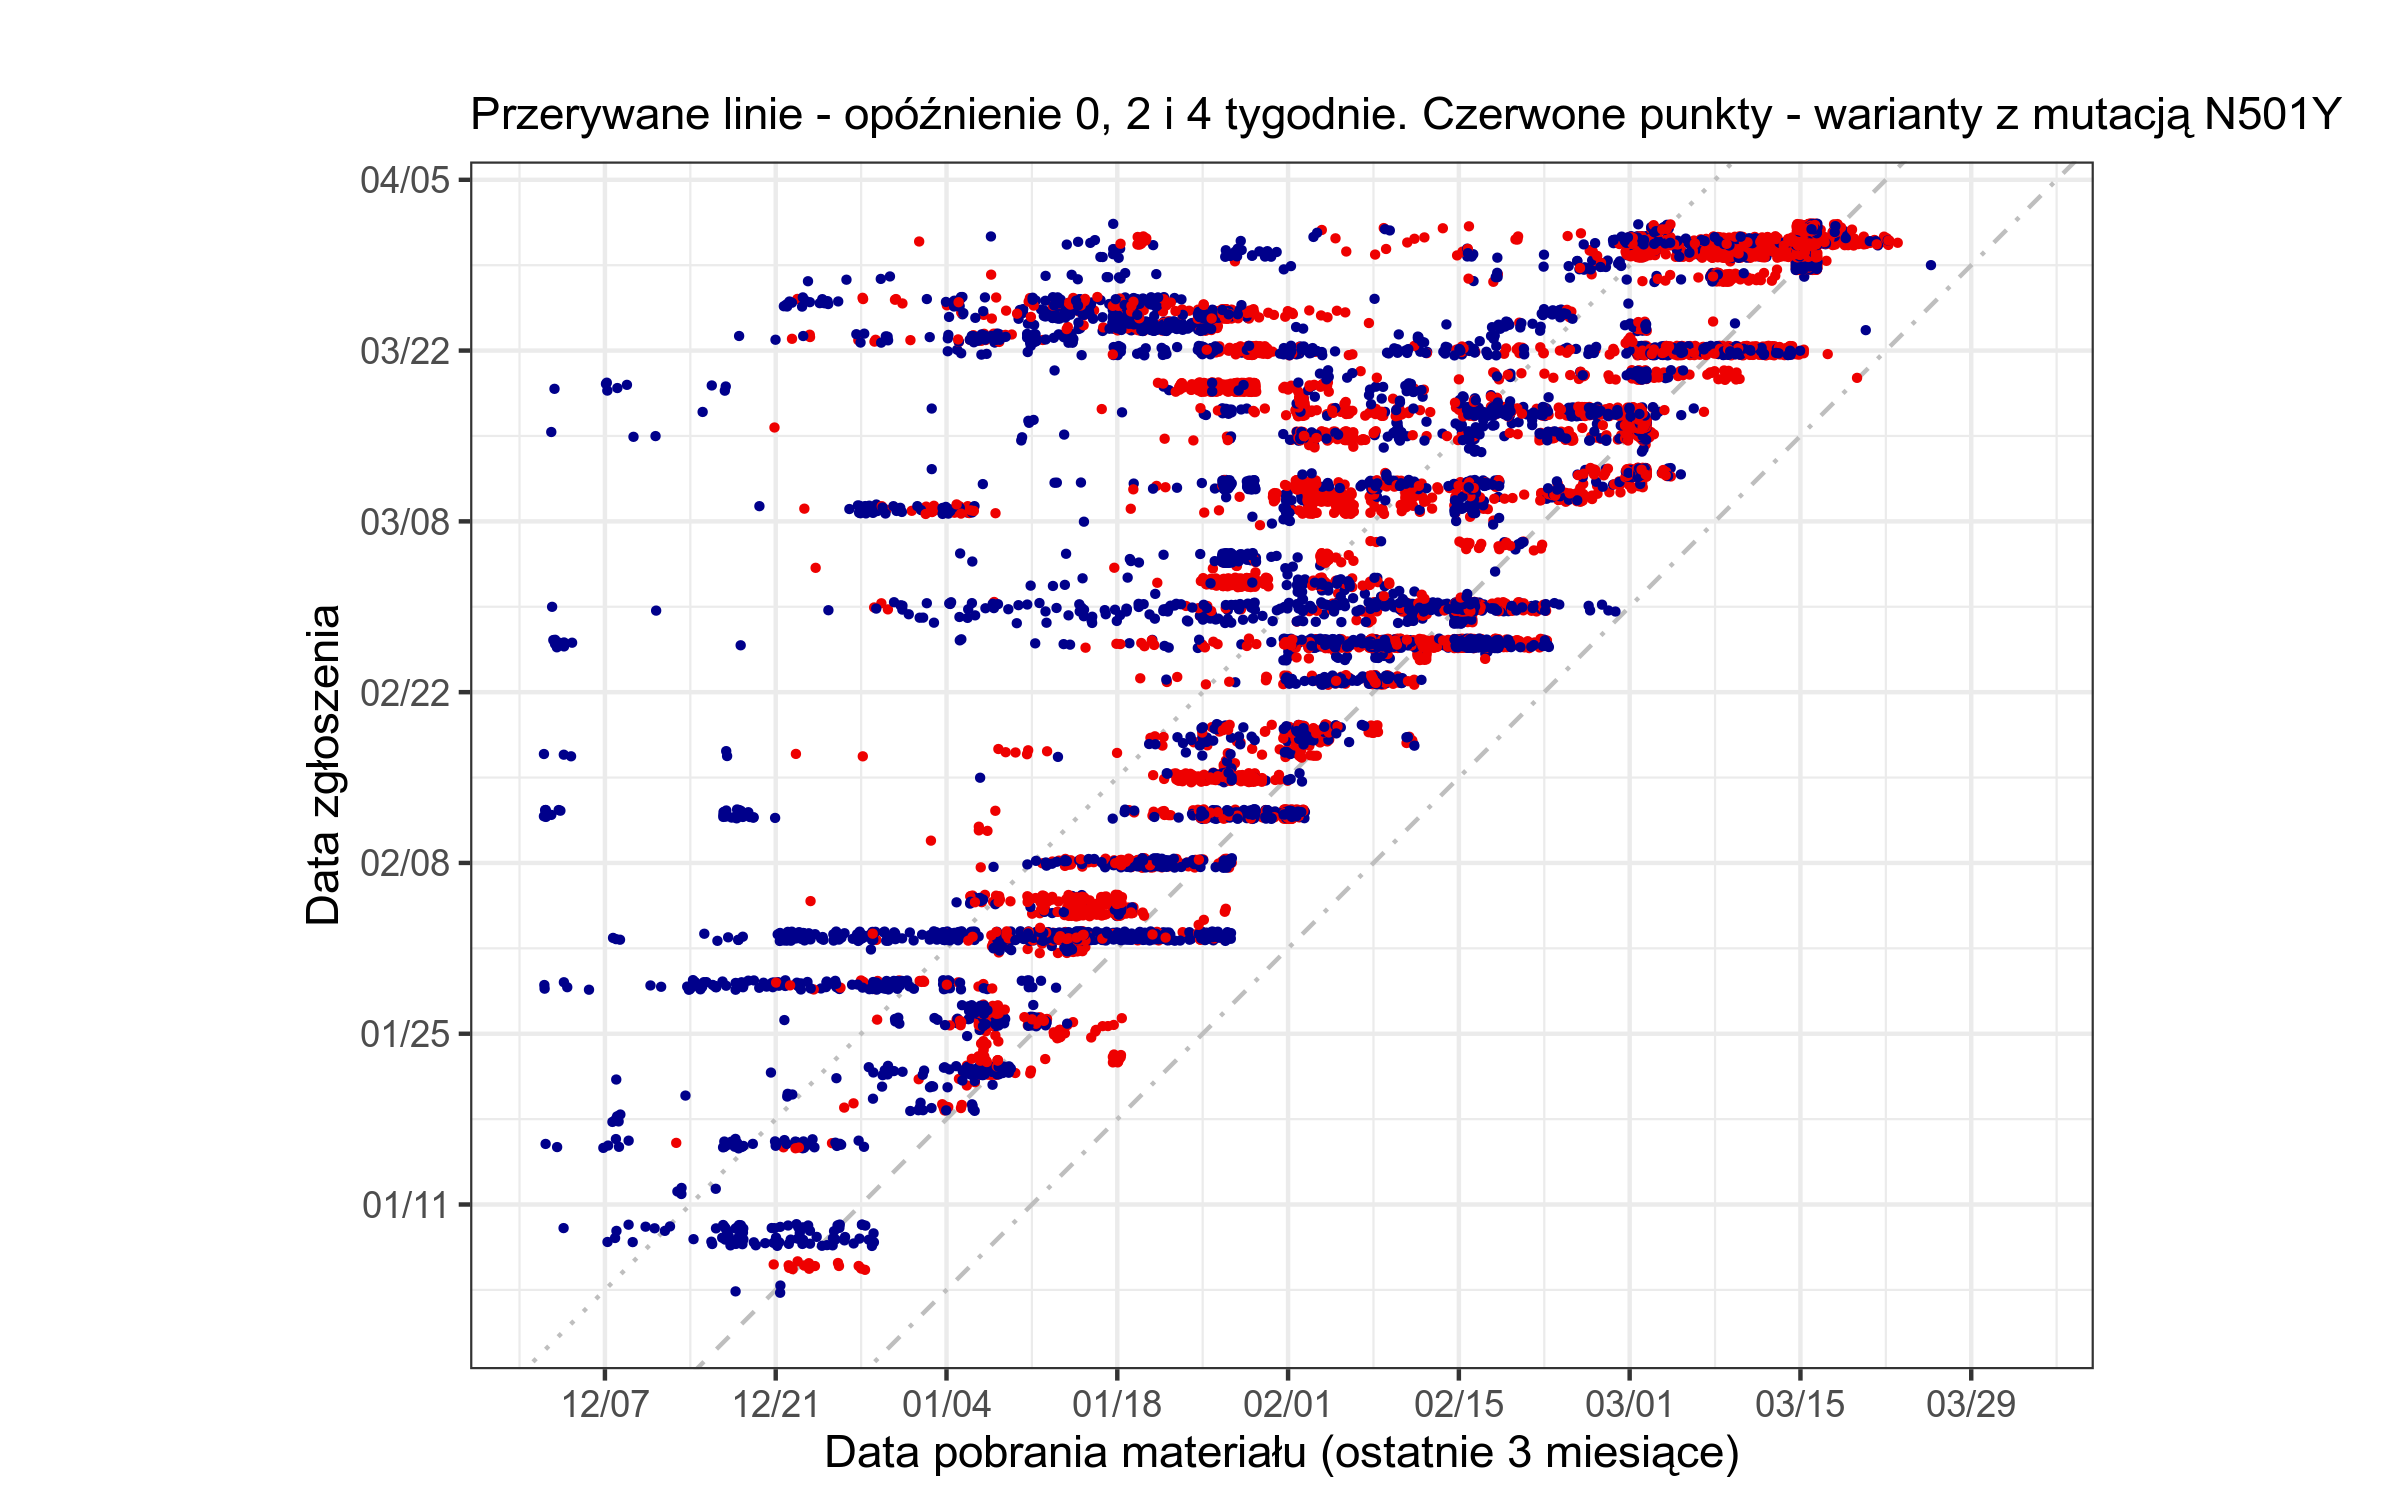 Przerywane linie - opóźnienie 0, 2 i 4 tygodnie. Czerwone punkty - warianty z mutacją N501Y
Data zgłoszenia
04/05
03/22
03/08
02/22
02/08
01/25
01/11
12/07 12/21 01/04 01/18 02/01 02/15 03/01 03/15 03/29
Data pobrania materiału (ostatnie 3 miesiące)